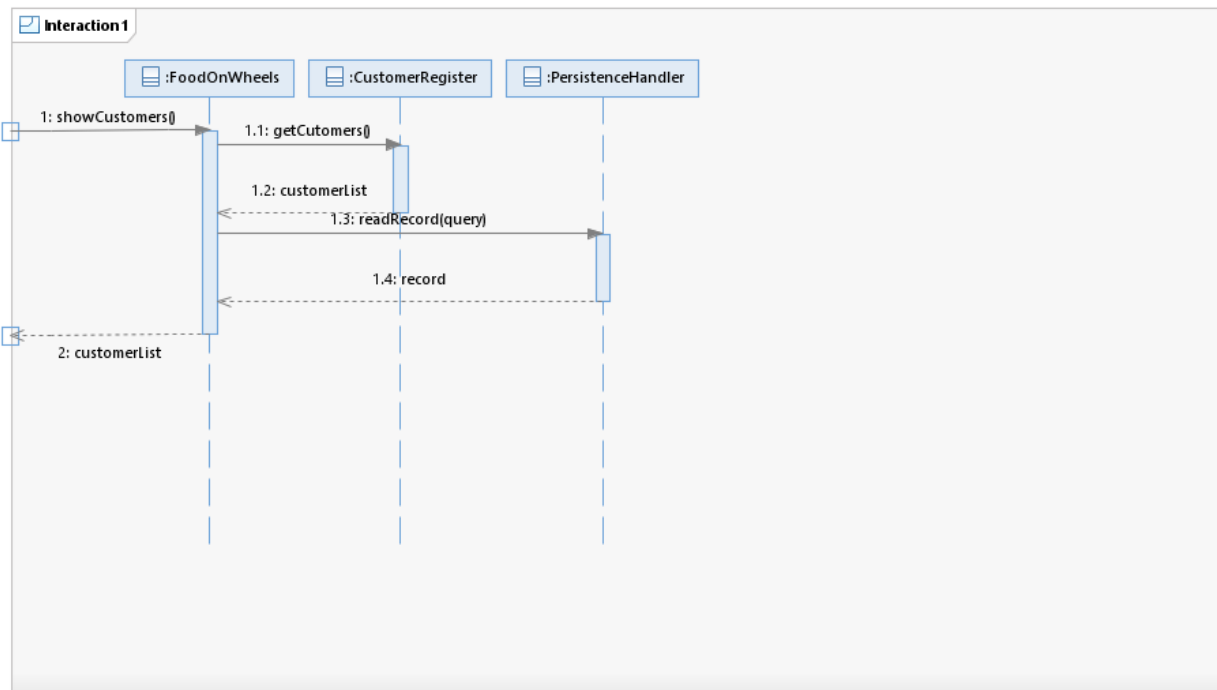 Interaction1
:FoodOnWheels
:CustomerRegister
:PersistenceHandler
1: showCustomers()
1.1: getCutomers()
1.2: customerList
1.3: readRecord(query)
1.4: record
2: customerList